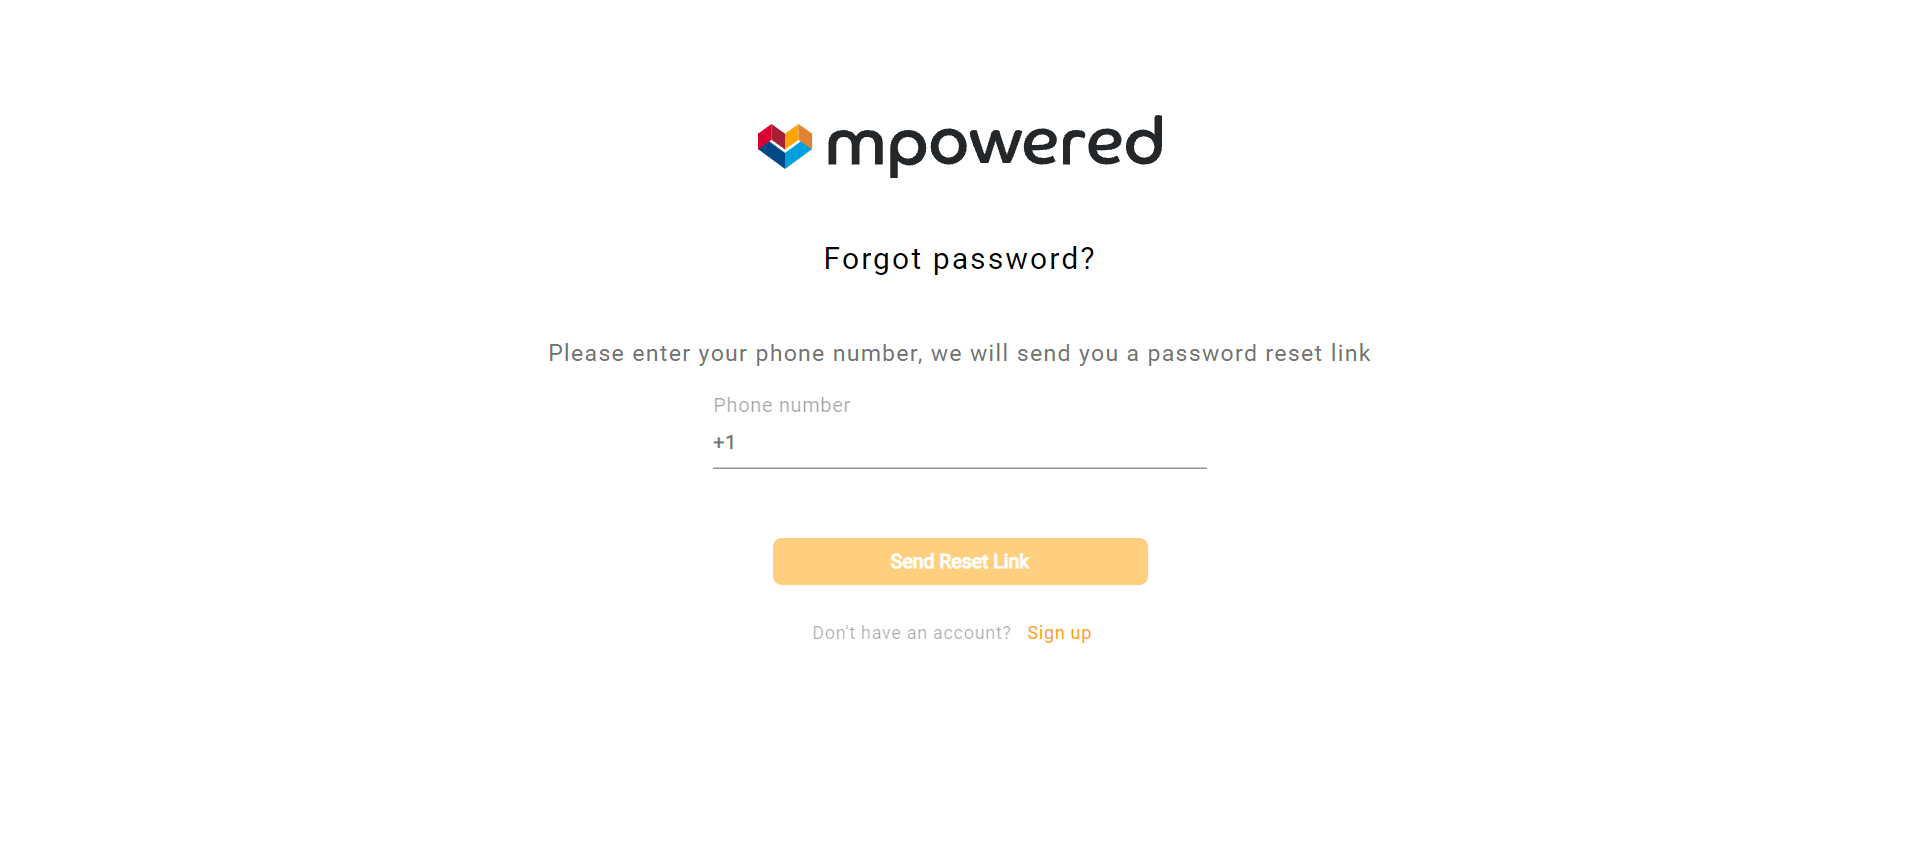 mpowered
Forgot password?
Please enter your phone number, we will send you a password reset link
Phone number
+1
Send Reset Link
Don't have an account? Sign up